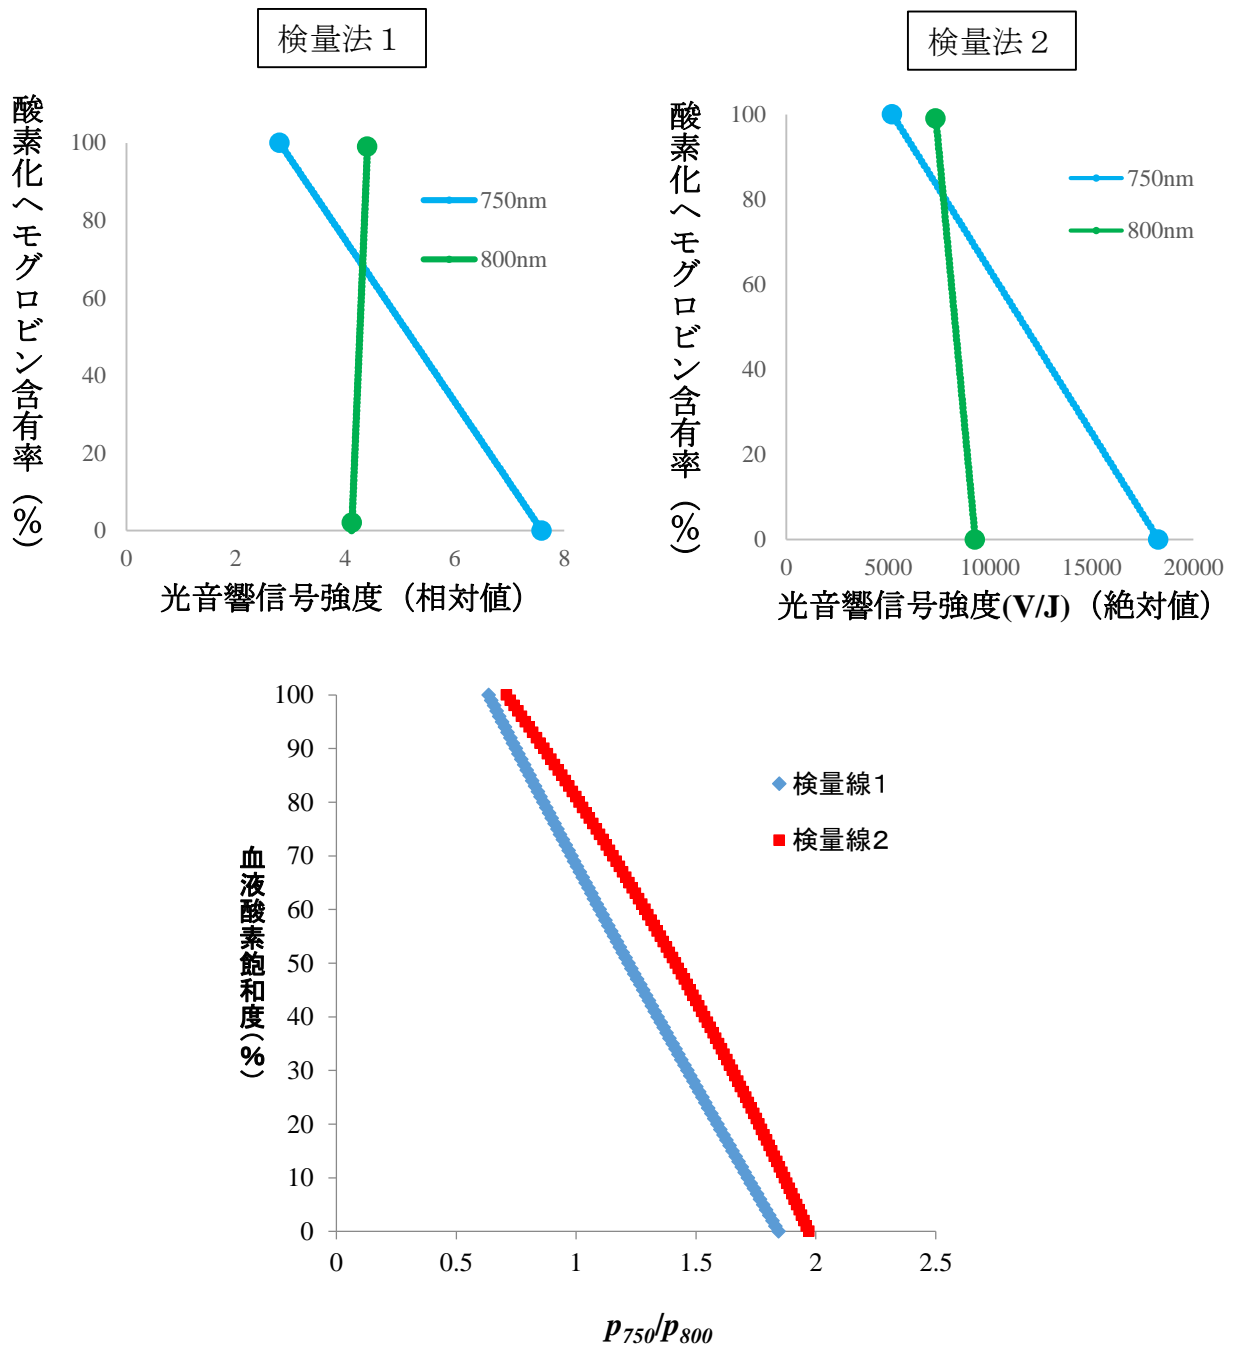 検量法１
酸素化ヘモグロビン含有率（%）
100
80
60
40
20
0
0 2 4 6 8
750nm
800nm
光音響信号強度（相対値）
検量法２
酸素化ヘモグロビン含有率（%）
100
80
60
40
20
0
0 5000 10000 15000 20000
750nm
800nm
光音響信号強度(V/J)（絶対値）
血液酸素飽和度(%)
100
90
80
70
60
50
40
30
20
10
0
0 0.5 1 1.5 2 2.5
検量線1
検量線2
p750/p800